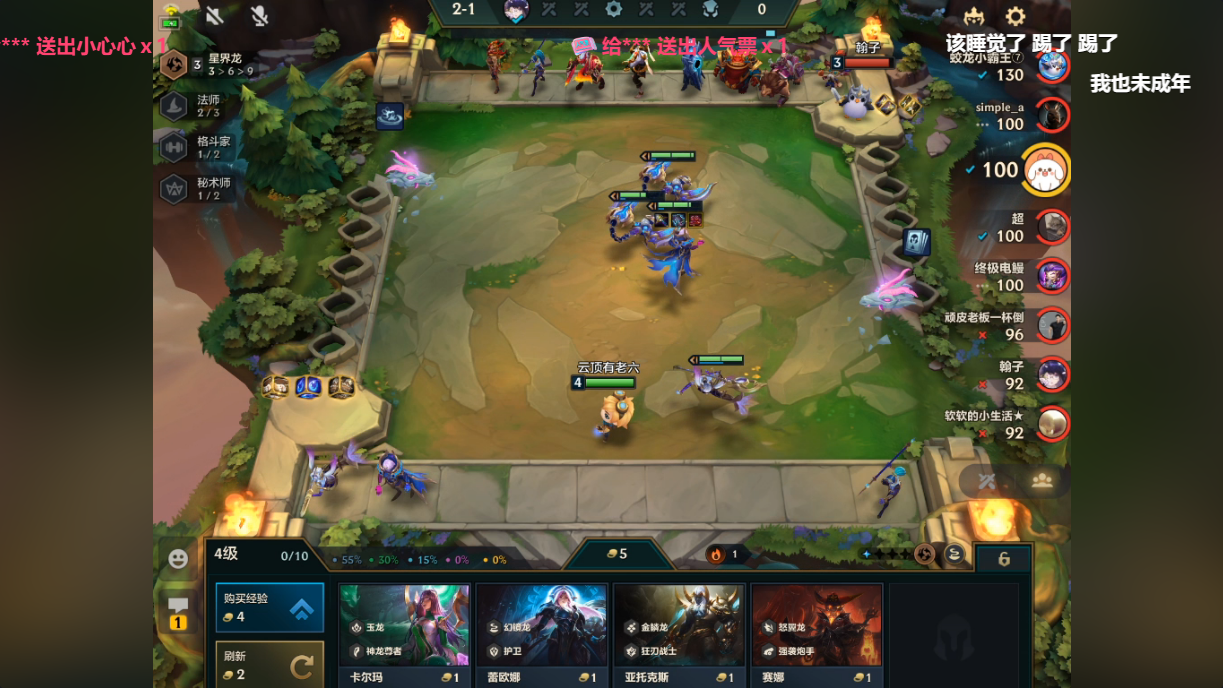 2-1
0
*** 送出小心心 x 1
给*** 送出人气票 x 1
该睡觉了 踢了 踢了
我也未成年
3
星界龙
3 > 6 > 9
法师
2 / 3
格斗家
1 / 2
秘术师
1 / 2
翰子
3
蛟龙小霸王⑦
130
simple_a
100
100
超
100
终极电鳗
100
顽皮老板一杯倒
96
翰子
92
软软的小生活★
92
云顶有老六
4
4级
0/10
55%
30%
15%
0%
0%
5
1
6
1
购买经验
4
刷新
2
玉龙
神龙尊者
卡尔玛
1
幻镜龙
护卫
蕾欧娜
1
金鳞龙
狂刃战士
亚托克斯
1
怒翼龙
强袭炮手
赛娜
1